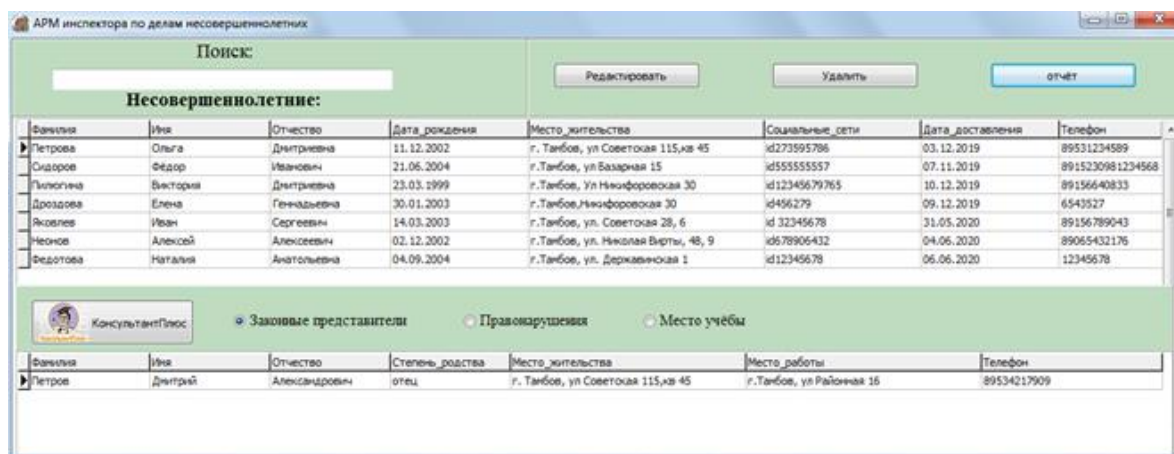 АРМ инспектора по делам несовершеннолетних
Поиск:
Редактировать Удалить отчёт
Несовершеннолетние:
Фамилия Имя Отчество Дата_рождения Место_жительства Социальные_сети Дата_доставления Телефон
Петрова Ольга Дмитриевна 11.12.2002 г. Тамбов, ул Советская 115,кв 45 id273595786 03.12.2019 89531234589
Сидоров Фёдор Иванович 21.06.2004 г.Тамбов, ул Базарная 15 id555555557 07.11.2019 8915230981234568
Пилюгина Виктория Дмитриевна 23.03.1999 г.Тамбов, Ул Никифоровская 30 id12345679765 10.12.2019 89156640833
Дроздова Елена Геннадьевна 30.01.2003 г.Тамбов,Никифоровская 30 id456279 09.12.2019 6543527
Яковлев Иван Сергеевич 14.03.2003 г.Тамбов, ул. Советская 28, 6 id 32345678 31.05.2020 89156789043
Неонов Алексей Алексеевич 02.12.2002 г.Тамбов, ул. Николая Вирты, 48, 9 id678906432 04.06.2020 89065432176
Федотова Наталия Анатольевна 04.09.2004 г.Тамбов, ул. Державинская 1 id12345678 06.06.2020 12345678
КонсультантПлюс Законные представители Правонарушения Место учёбы
Фамилия Имя Отчество Степень_родства Место_жительства Место_работы Телефон
Петров Дмитрий Александрович отец г. Тамбов, ул Советская 115,кв 45 г.Тамбов, ул Районная 16 89534217909